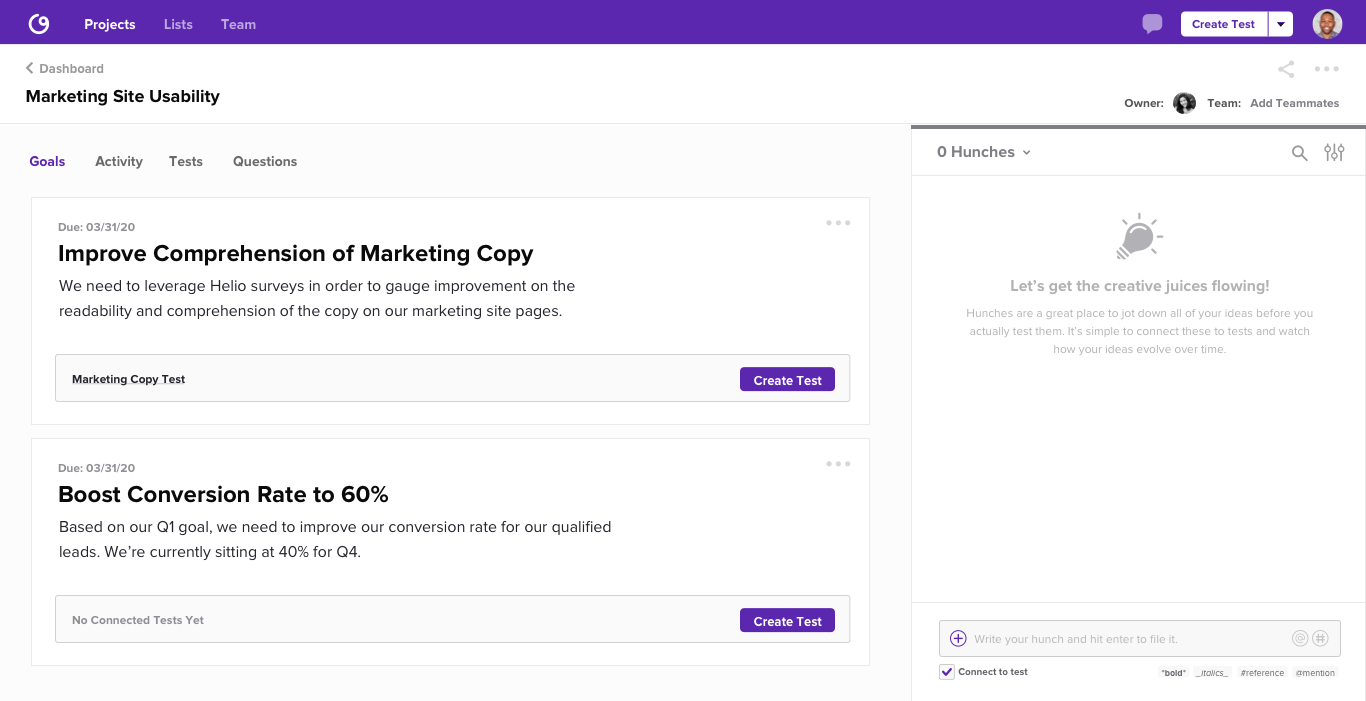 Projects Lists Team Create Test
Dashboard
Marketing Site Usability
Owner: Team: Add Teammates
Goals Activity Tests Questions
Due: 03/31/20
Improve Comprehension of Marketing Copy
We need to leverage Helio surveys in order to gauge improvement on the
readability and comprehension of the copy on our marketing site pages.
Marketing Copy Test Create Test
Due: 03/31/20
Boost Conversion Rate to 60%
Based on our Q1 goal, we need to improve our conversion rate for our qualified
leads. We’re currently sitting at 40% for Q4.
No Connected Tests Yet Create Test
0 Hunches
Let’s get the creative juices flowing!
Hunches are a great place to jot down all of your ideas before you
actually test them. It’s simple to connect these to tests and watch
how your ideas evolve over time.
Write your hunch and hit enter to file it. @ #
Connect to test *bold* _italics_ #reference @mention